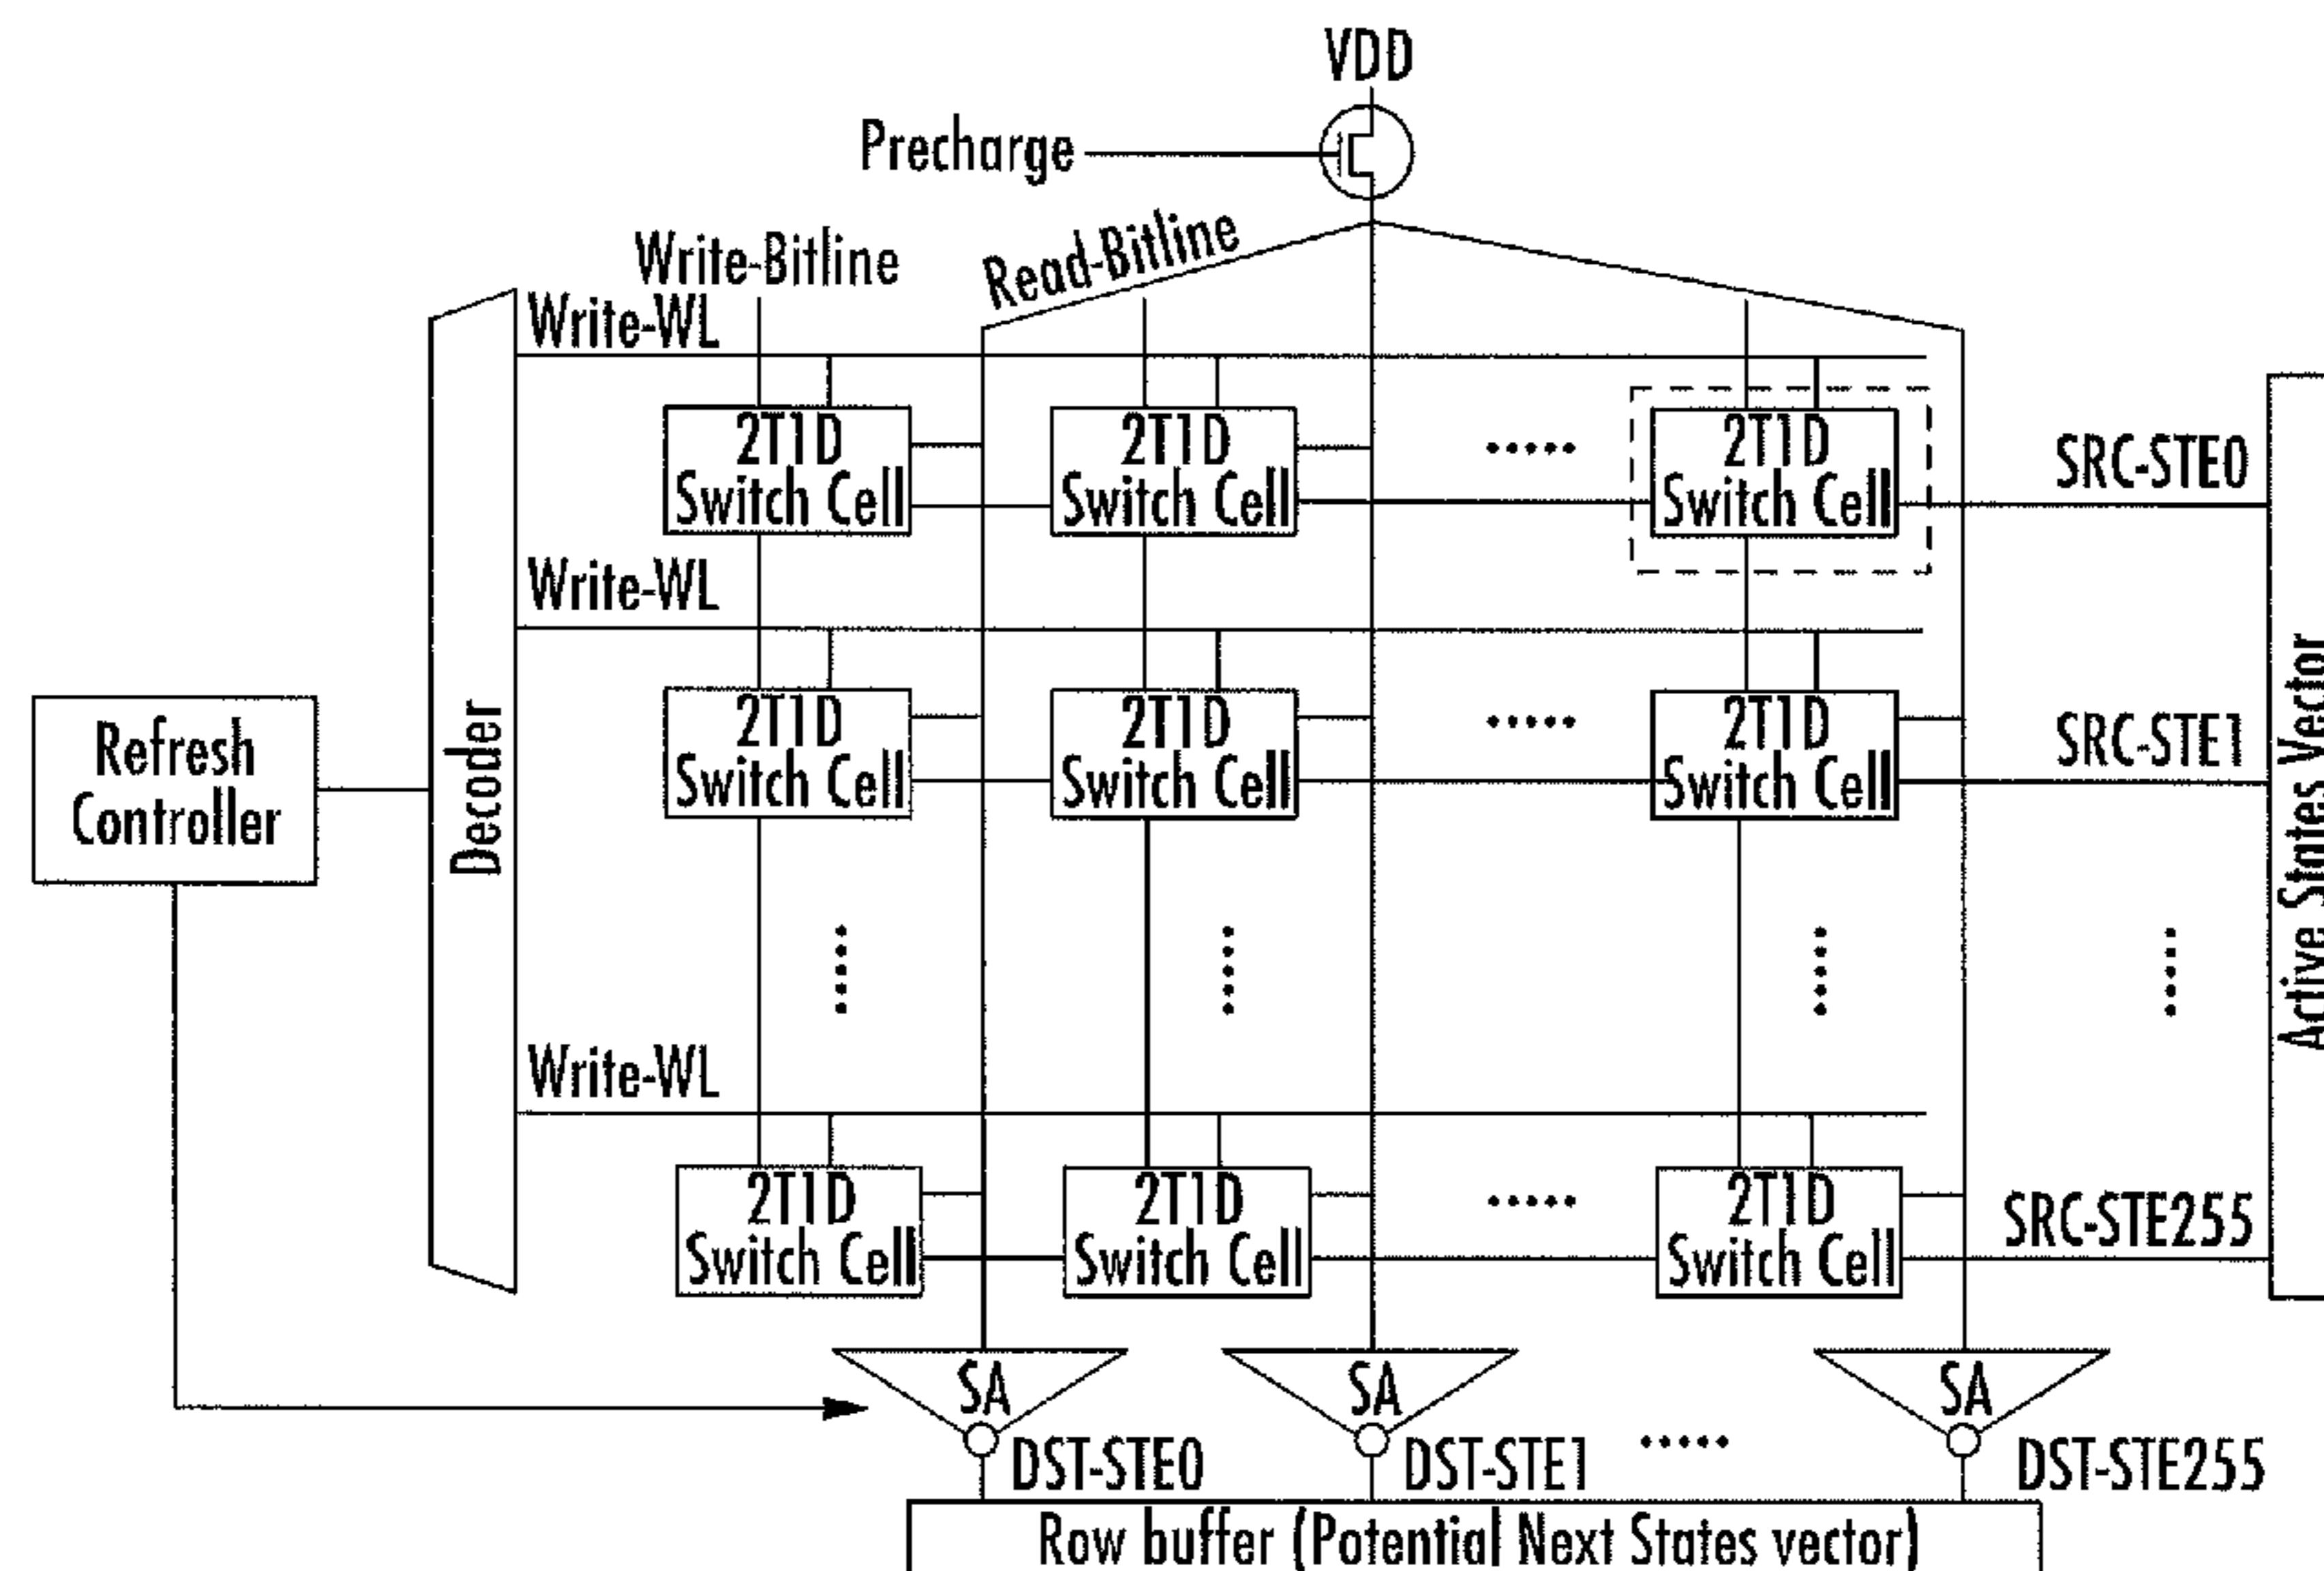 VDD
Precharge
Write-Bitline
Read-Bitline
Write-WL
2T1D
Switch Cell
2T1D
Switch Cell
2T1D
Switch Cell
SRC-STE0
Write-WL
2T1D
Switch Cell
2T1D
Switch Cell
2T1D
Switch Cell
SRC-STE1
Refresh
Controller
Decoder
Active States Vector
Write-WL
2T1D
Switch Cell
2T1D
Switch Cell
2T1D
Switch Cell
SRC-STE255
SA
SA
SA
DST-STE0
DST-STE1
DST-STE255
Row buffer (Potential Next States vector)